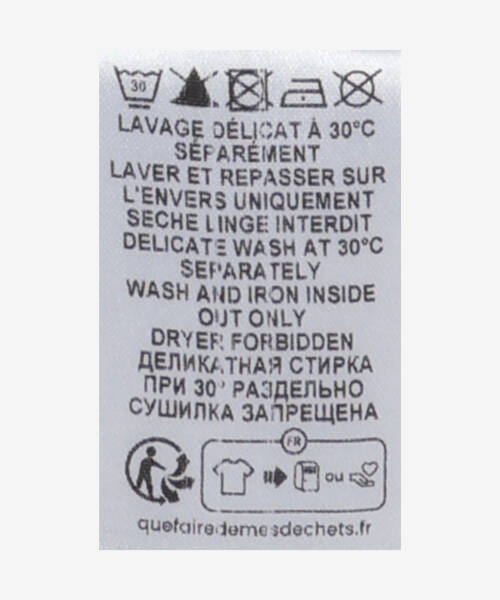 30
LAVAGE DÉLICAT À 30°C
SÉPARÉMENT
LAVER ET REPASSER SUR
L'ENVERS UNIQUEMENT
SECHE LINGE INTERDIT
DELICATE WASH AT 30°C
SEPARATELY
WASH AND IRON INSIDE
OUT ONLY
DRYER FORBIDDEN
ДЕЛИКАТНАЯ СТИРКА
ПРИ 30° РАЗДЕЛЬНО
СУШИЛКА ЗАПРЕЩЕНА
FR
ou
quefairedemesdechets.fr